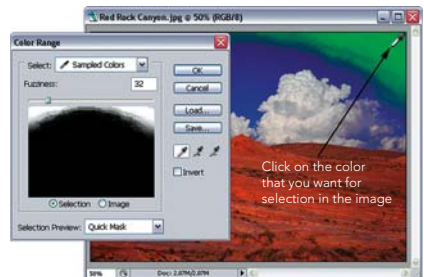 Red Rock Canyon.jpg @ 50% (RGB/8)
Color Range
Select: Sampled Colors
Fuzziness: 32
OK
Cancel
Load...
Save...
Invert
Selection Image
Selection Preview: Quick Mask
Click on the color
that you want for
selection in the image
50% Doc: 2.87M/2.87M